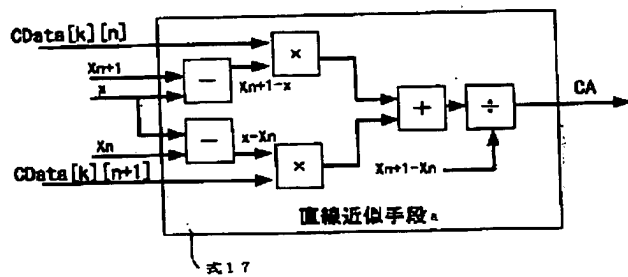 CData[k][n]
Xn+1
x
Xn+1-x
CA
Xn
x-Xn
CData[k][n+1]
Xn+1-Xn
直線近似手段a
式17